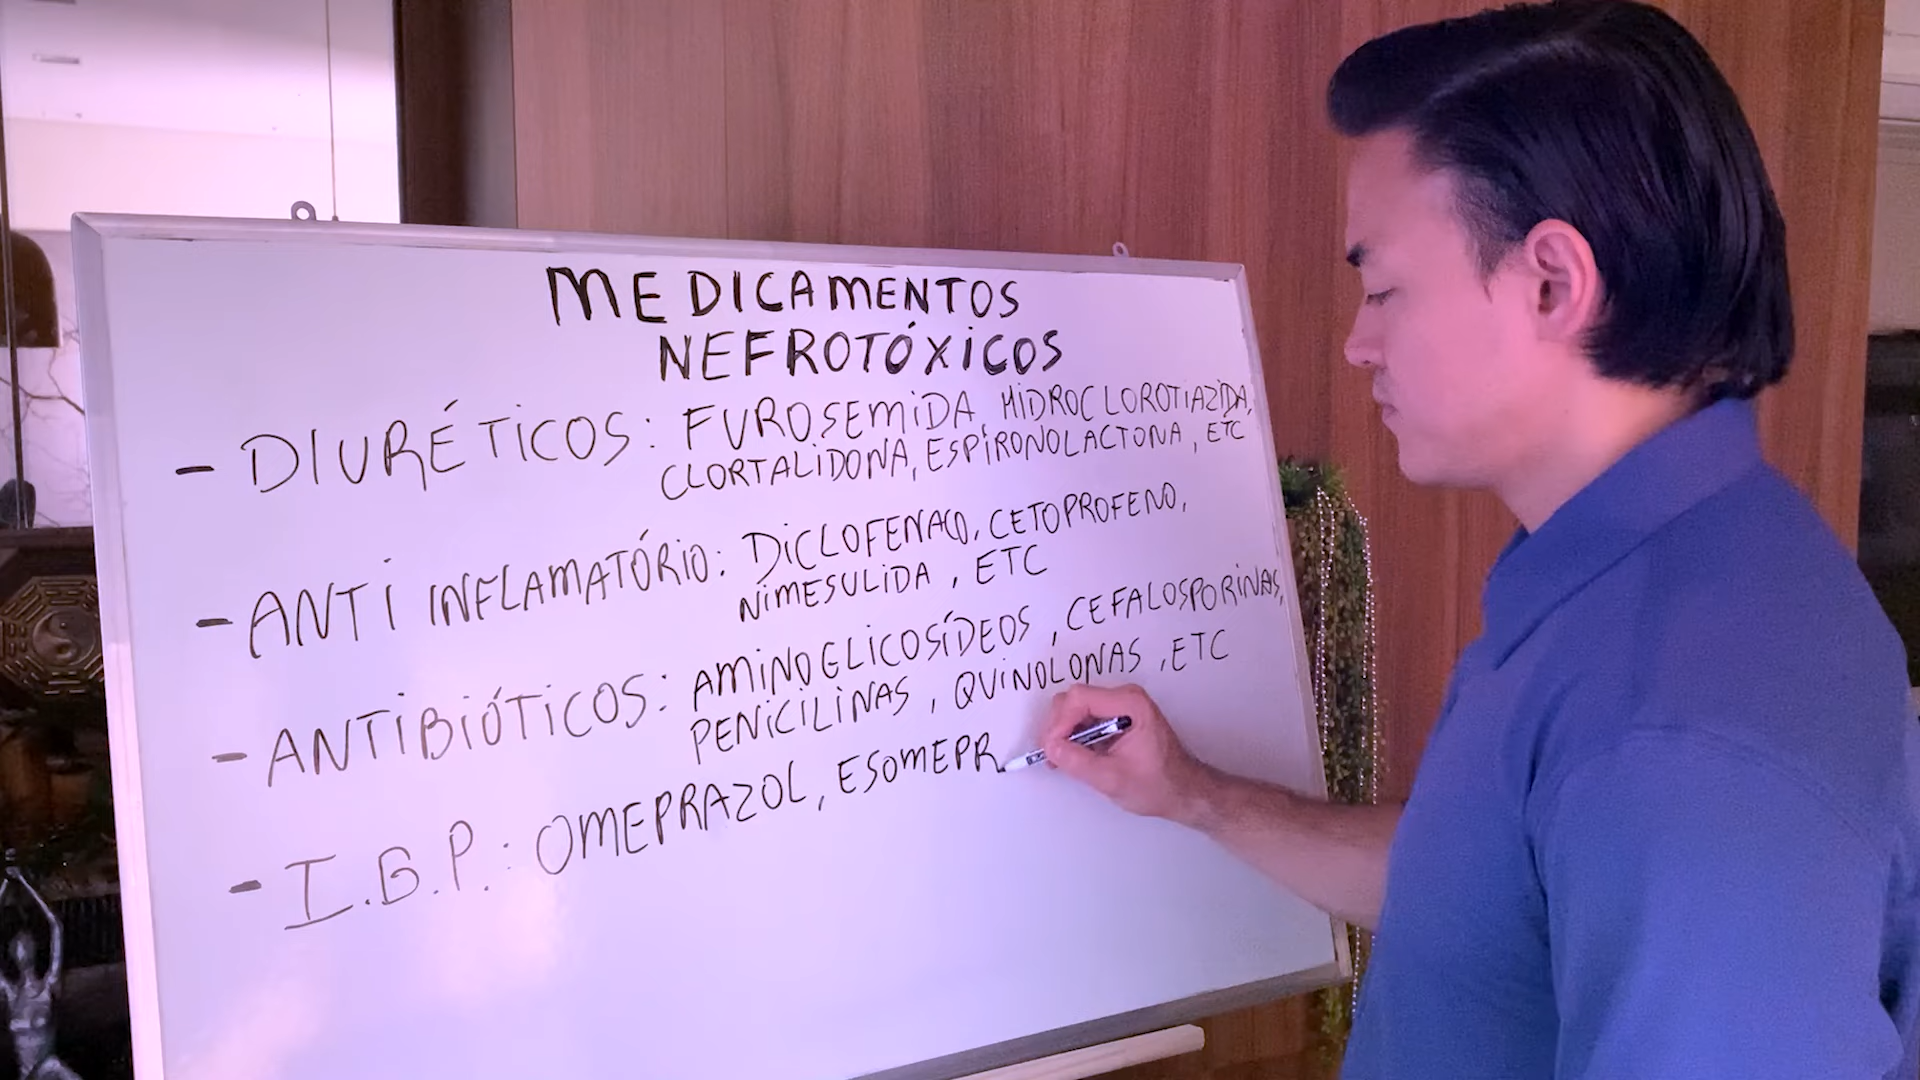 MEDICAMENTOS
NEFROTÓXICOS
- DIURÉTICOS: FUROSEMIDA, HIDROCLOROTIAZIDA,
CLORTALIDONA, ESPIRONOLACTONA, ETC
- ANTI INFLAMATÓRIO: DICLOFENACO, CETOPROFENO,
NIMESULIDA, ETC
- ANTIBIÓTICOS: AMINOGLICOSÍDEOS, CEFALOSPORINAS,
PENICILINAS, QUINOLONAS, ETC
- I.B.P.: OMEPRAZOL, ESOMEPR